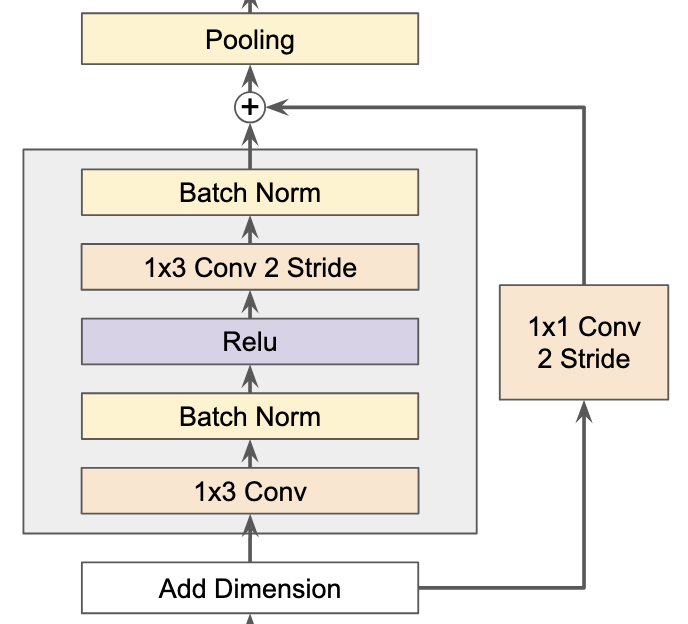 Pooling
+
Batch Norm
1x3 Conv 2 Stride
Relu
1x1 Conv
2 Stride
Batch Norm
1x3 Conv
Add Dimension